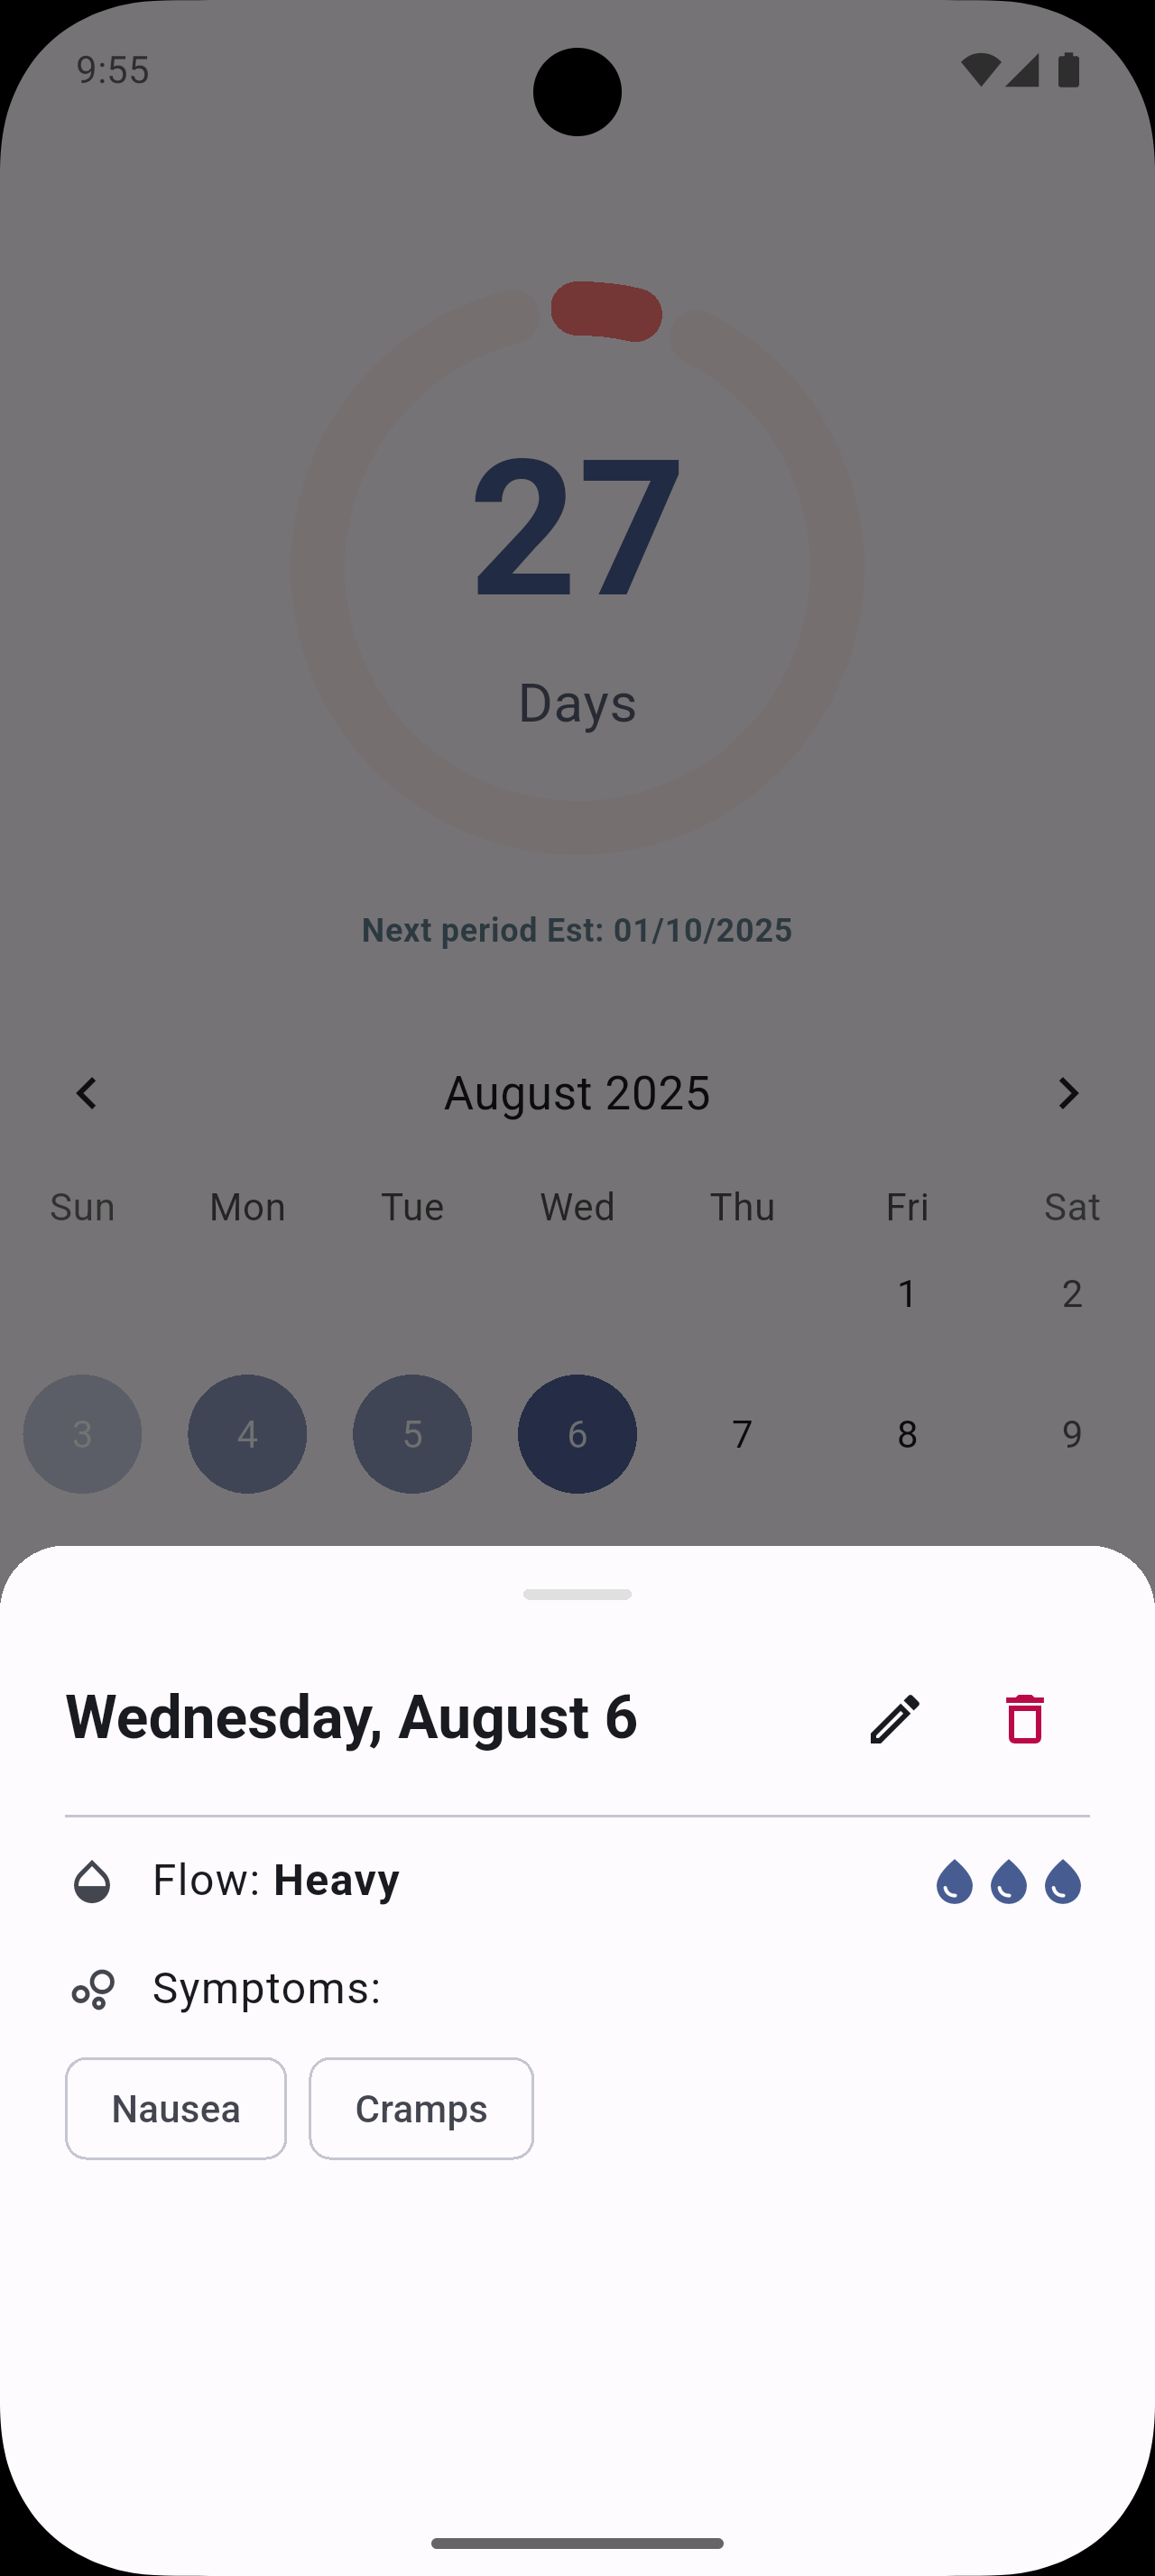 9:55
27
Days
Next period Est: 01/10/2025
August 2025
Sun Mon Tue Wed Thu Fri Sat
1 2
3 4 5 6 7 8 9
Wednesday, August 6
Flow: Heavy
Symptoms:
Nausea Cramps